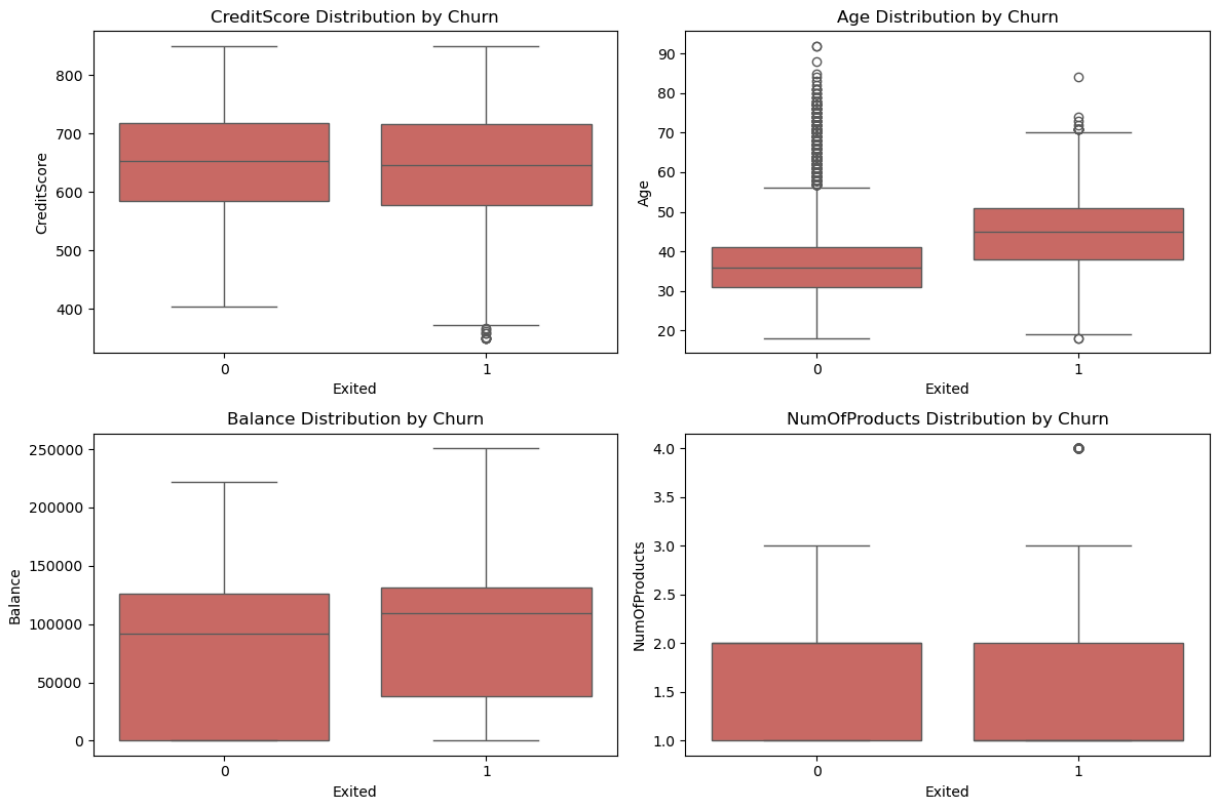 CreditScore Distribution by Churn
800
700
600
500
400
CreditScore
0
1
Exited
Age Distribution by Churn
90
80
70
60
50
40
30
20
Age
0
1
Exited
Balance Distribution by Churn
250000
200000
150000
100000
50000
0
Balance
0
1
Exited
NumOfProducts Distribution by Churn
4.0
3.5
3.0
2.5
2.0
1.5
1.0
NumOfProducts
0
1
Exited